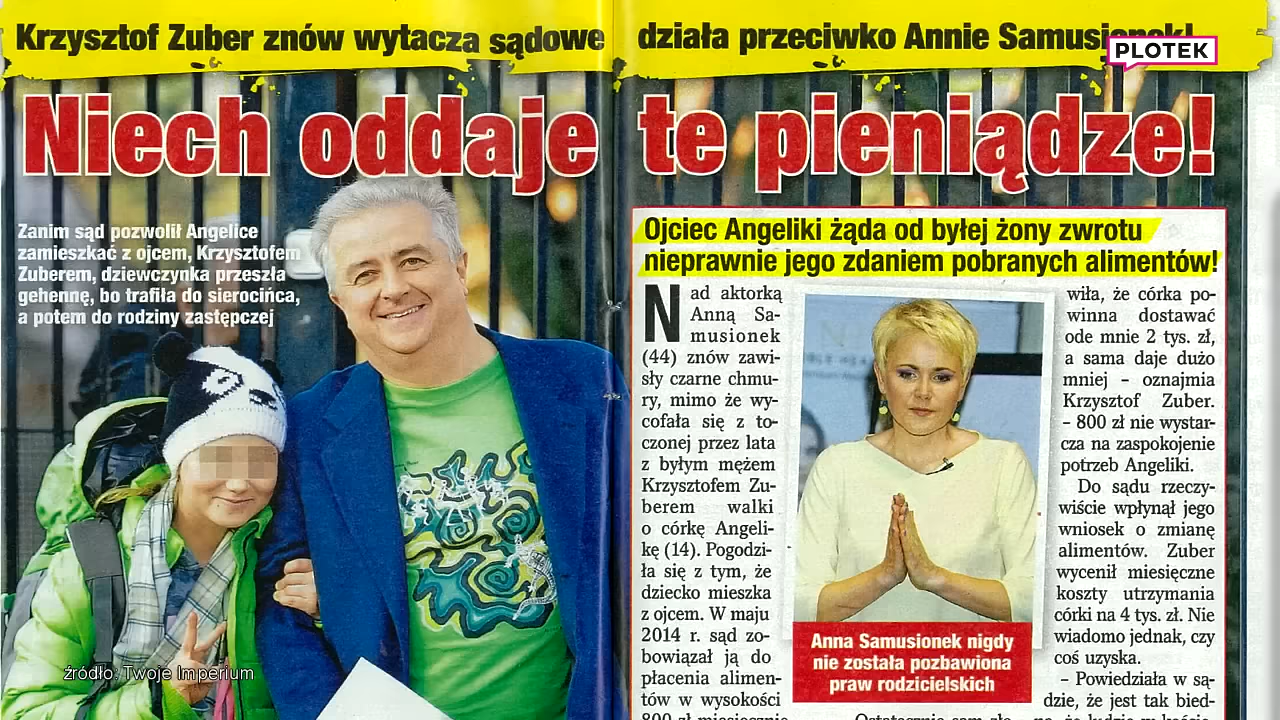 Krzysztof Zuber znów wytacza sądowe działa przeciwko Annie
PLOTEK
Niech oddaje te pieniądze!
Zanim sąd pozwolił Angelice
zamieszkać z ojcem, Krzysztofem
Zuberem, dziewczynka przeszła
gehennę, bo trafiła do sierocińca,
a potem do rodziny zastępczej
Ojciec Angeliki żąda od byłej żony zwrotu
nieprawnie jego zdaniem pobranych alimentów!
Nad aktorką
Anną Sa-
musionek
(44) znów zawi-
sły czarne chmu-
ry, mimo że wy-
cofała się z to-
czonej przez lata
z byłym mężem
Krzysztofem Zu-
berem walki
o córkę Angeli-
kę (14). Pogodzi-
ła się z tym, że
dziecko mieszka
z ojcem. W maju
2014 r. sąd zo-
bowiązał ją do
płacenia alimen-
tów w wysokości
800 zł miesięcznie
Anna Samusionek nigdy
nie została pozbawiona
praw rodzicielskich
wiła, że córka po-
winna dostawać
ode mnie 2 tys. zł,
a sama daje dużo
mniej – oznajmia
Krzysztof Zuber.
– 800 zł nie wystar-
cza na zaspokojenie
potrzeb Angeliki.
Do sądu rzeczy-
wiście wpłynął jego
wniosek o zmianę
alimentów. Zuber
wycenił miesięczne
koszty utrzymania
córki na 4 tys. zł. Nie
wiadomo jednak, czy
coś uzyska.
– Powiedziała w są-
dzie, że jest tak bied-
źródło: Twoje Imperium